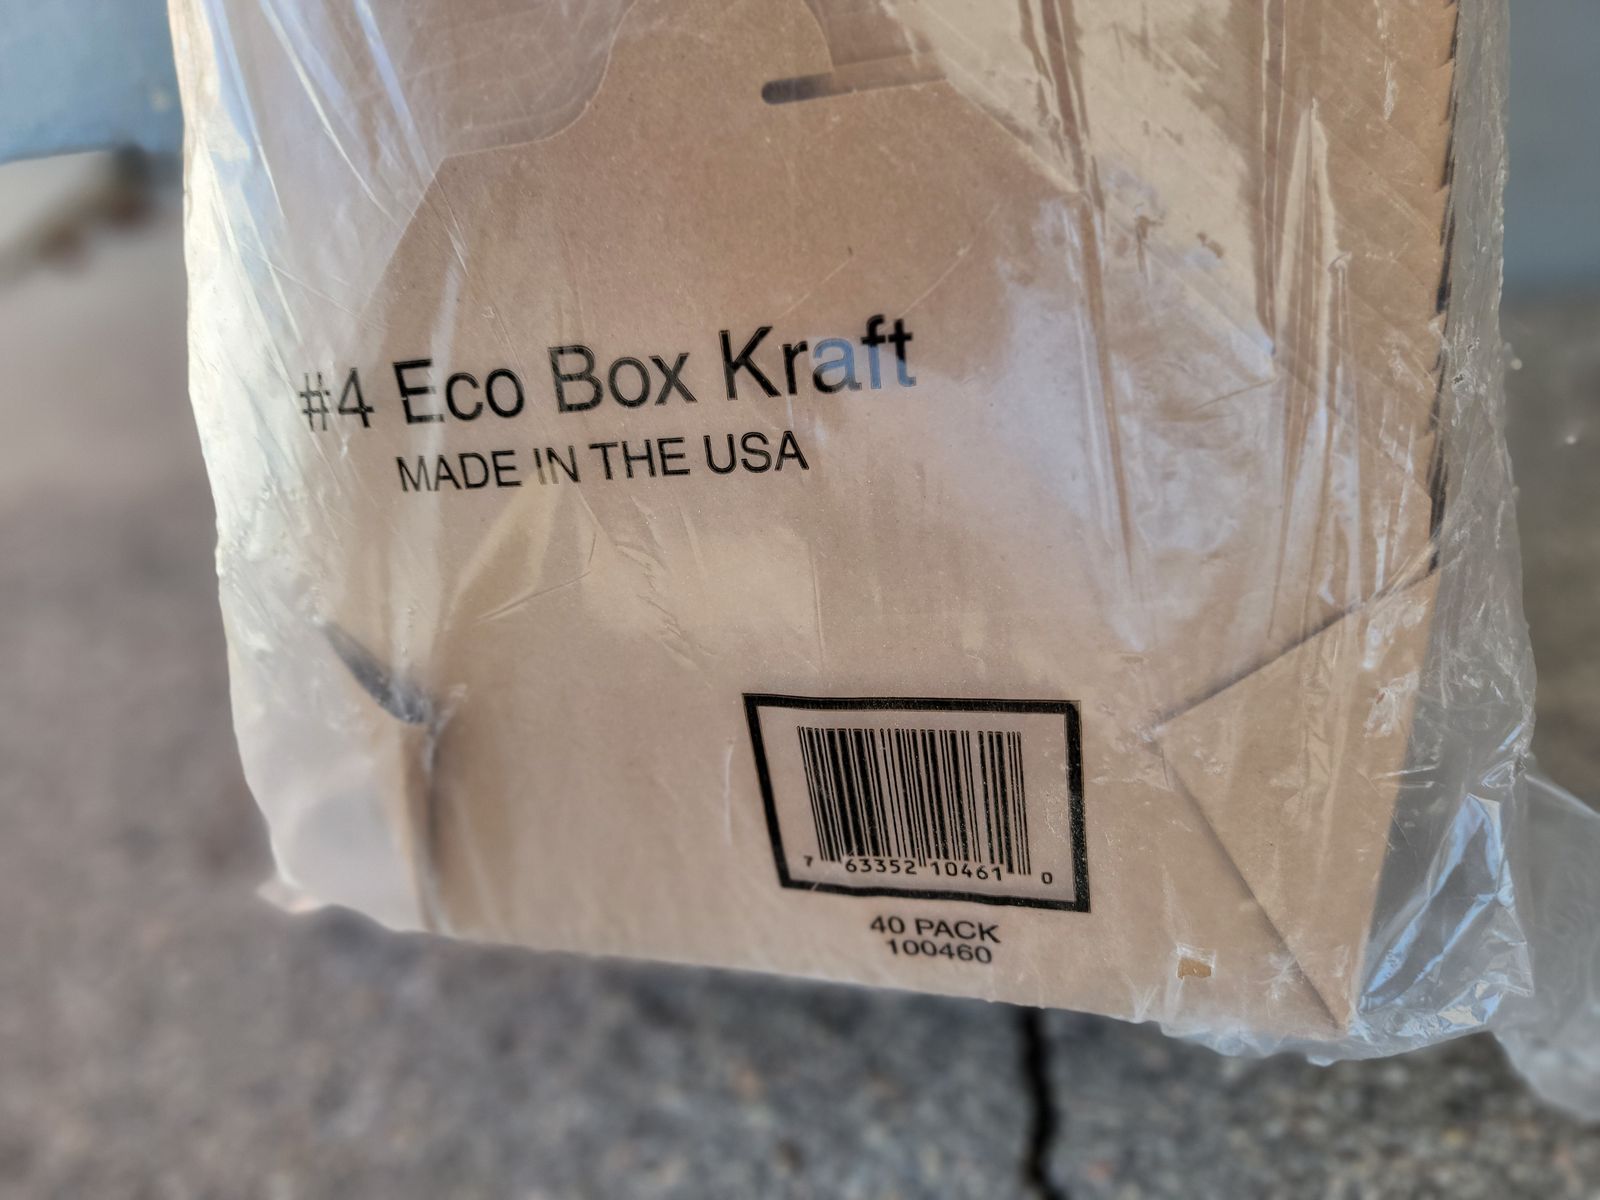 #4 Eco Box Kraft
MADE IN THE USA
7 63352 10461 0
40 PACK
100460